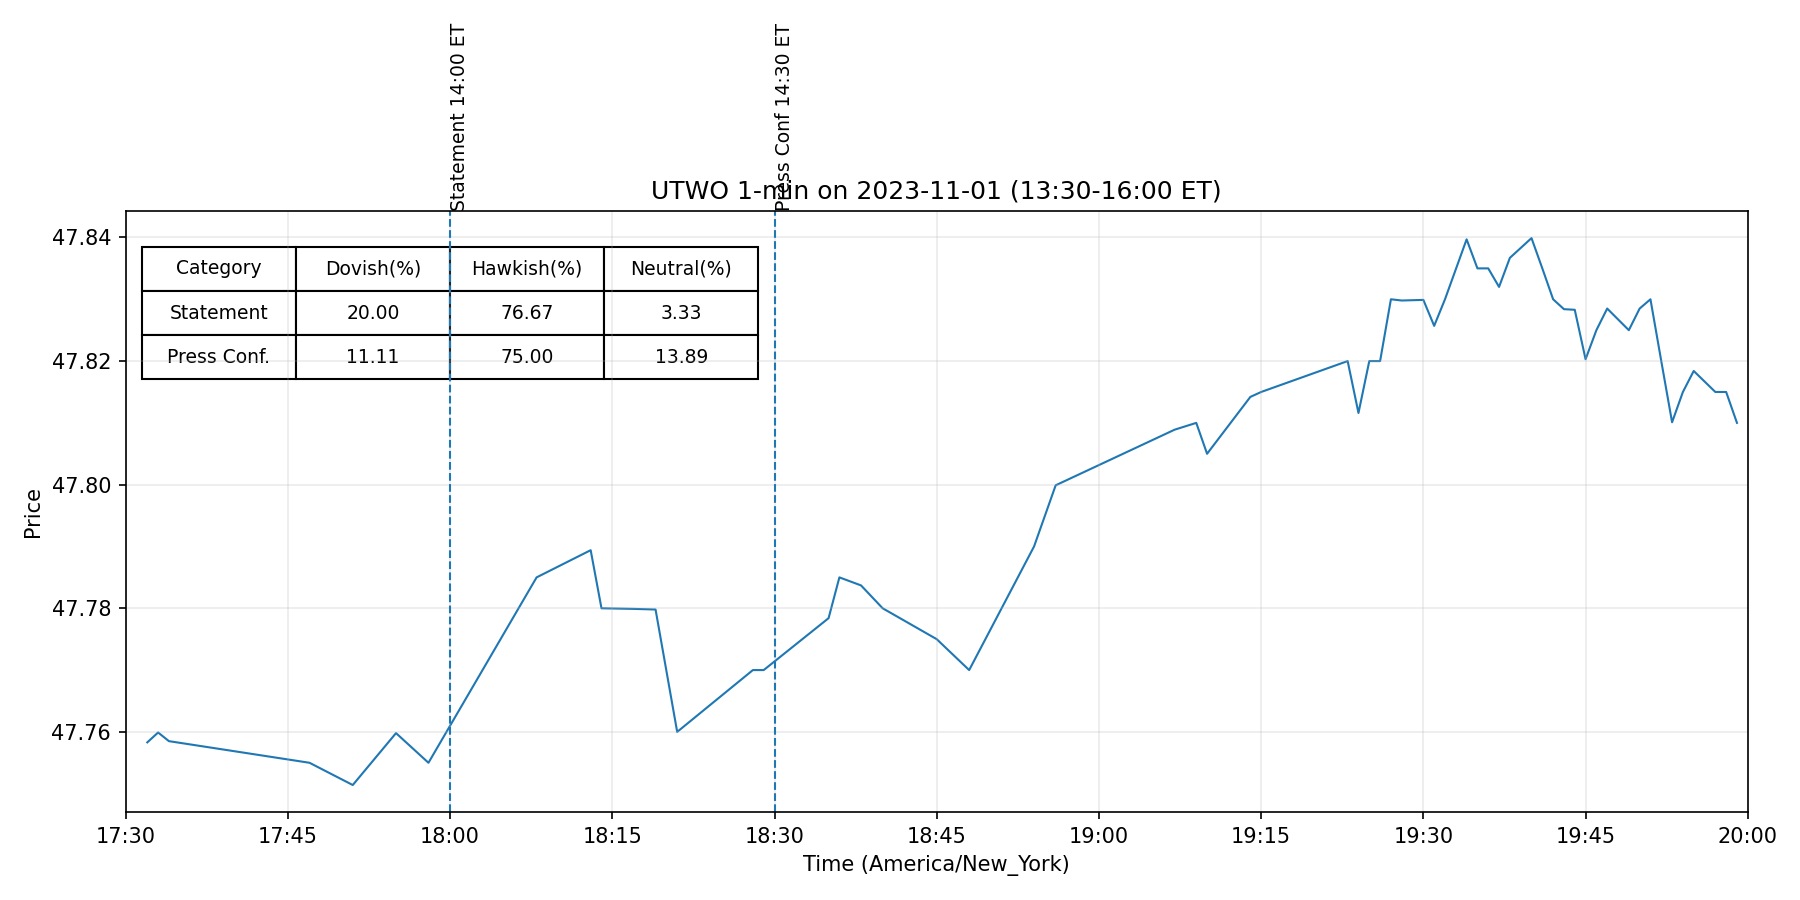 Statement 14:00 ET
Press Conf 14:30 ET
UTWO 1-min on 2023-11-01 (13:30-16:00 ET)
Category Dovish(%) Hawkish(%) Neutral(%)
Statement 20.00 76.67 3.33
Press Conf. 11.11 75.00 13.89
Price
47.84
47.82
47.80
47.78
47.76
17:30 17:45 18:00 18:15 18:30 18:45 19:00 19:15 19:30 19:45 20:00
Time (America/New_York)